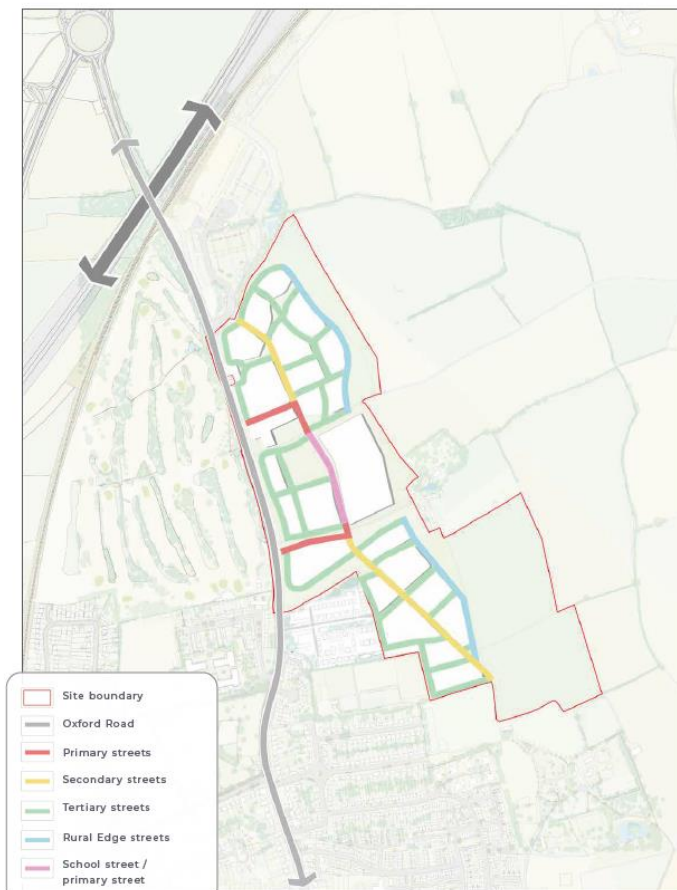 Site boundary
Oxford Road
Primary streets
Secondary streets
Tertiary streets
Rural Edge streets
School street /
primary street